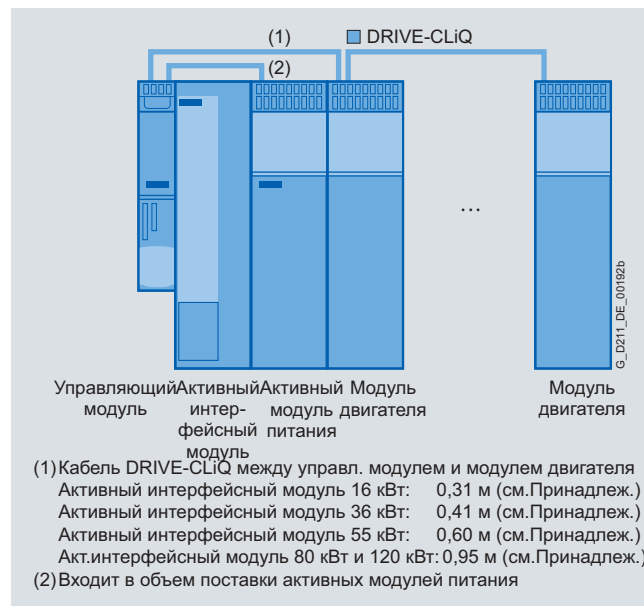 (1)
DRIVE-CLiQ
(2)
...
G_D211_DE_00192b
Управляющий модуль
Активный интер-
фейсный
модуль
Активный
модуль
питания
Модуль
двигателя
Модуль
двигателя
(1) Кабель DRIVE-CLiQ между управл. модулем и модулем двигателя
Активный интерфейсный модуль 16 кВт: 0,31 м (см.Принадлеж.)
Активный интерфейсный модуль 36 кВт: 0,41 м (см.Принадлеж.)
Активный интерфейсный модуль 55 кВт: 0,60 м (см.Принадлеж.)
Акт.интерфейсный модуль 80 кВт и 120 кВт: 0,95 м (см.Принадлеж.)
(2) Входит в объем поставки активных модулей питания